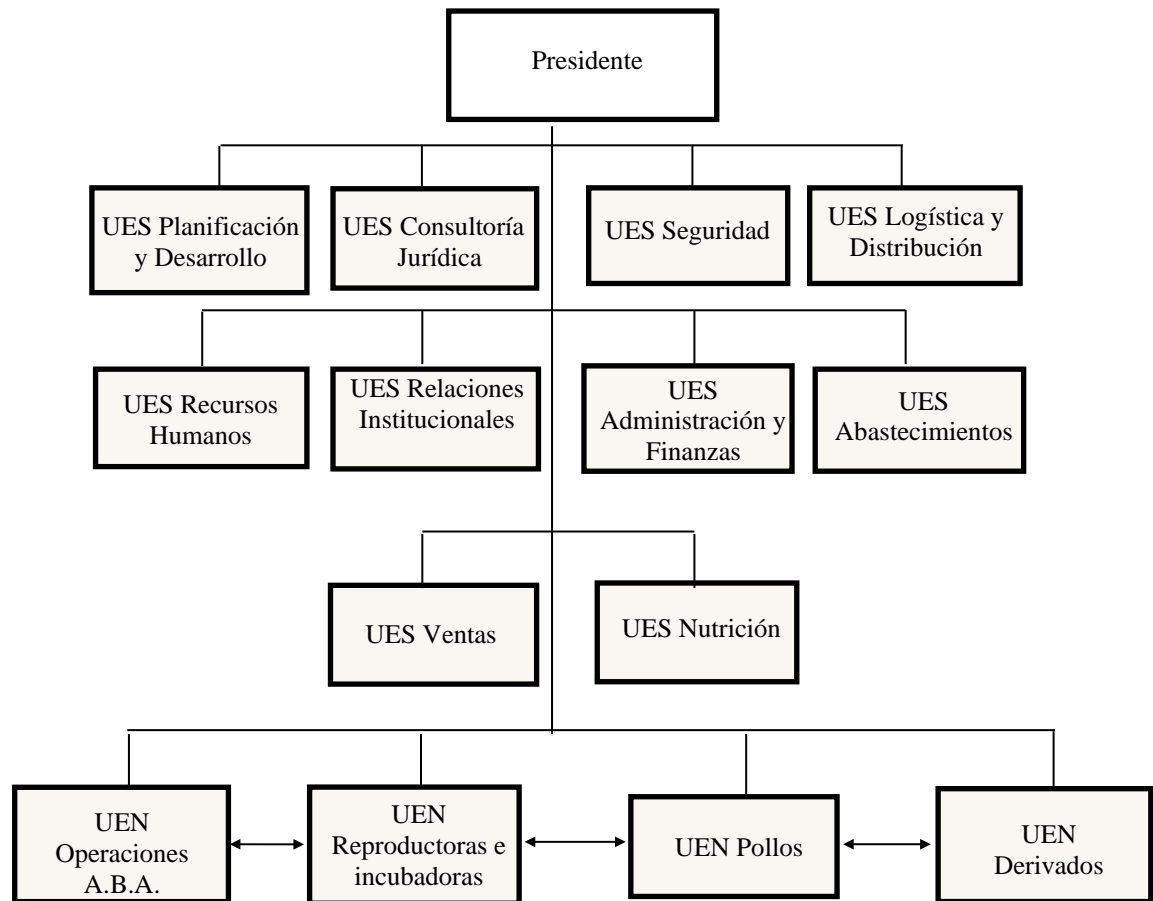 Presidente
UES Planificación
y Desarrollo
UES Consultoría
Jurídica
UES Seguridad
UES Logística y
Distribución
UES Recursos
Humanos
UES Relaciones
Institucionales
UES
Administración y
Finanzas
UES
Abastecimientos
UES Ventas
UES Nutrición
UEN
Operaciones
A.B.A.
UEN
Reproductoras e
incubadoras
UEN Pollos
UEN
Derivados